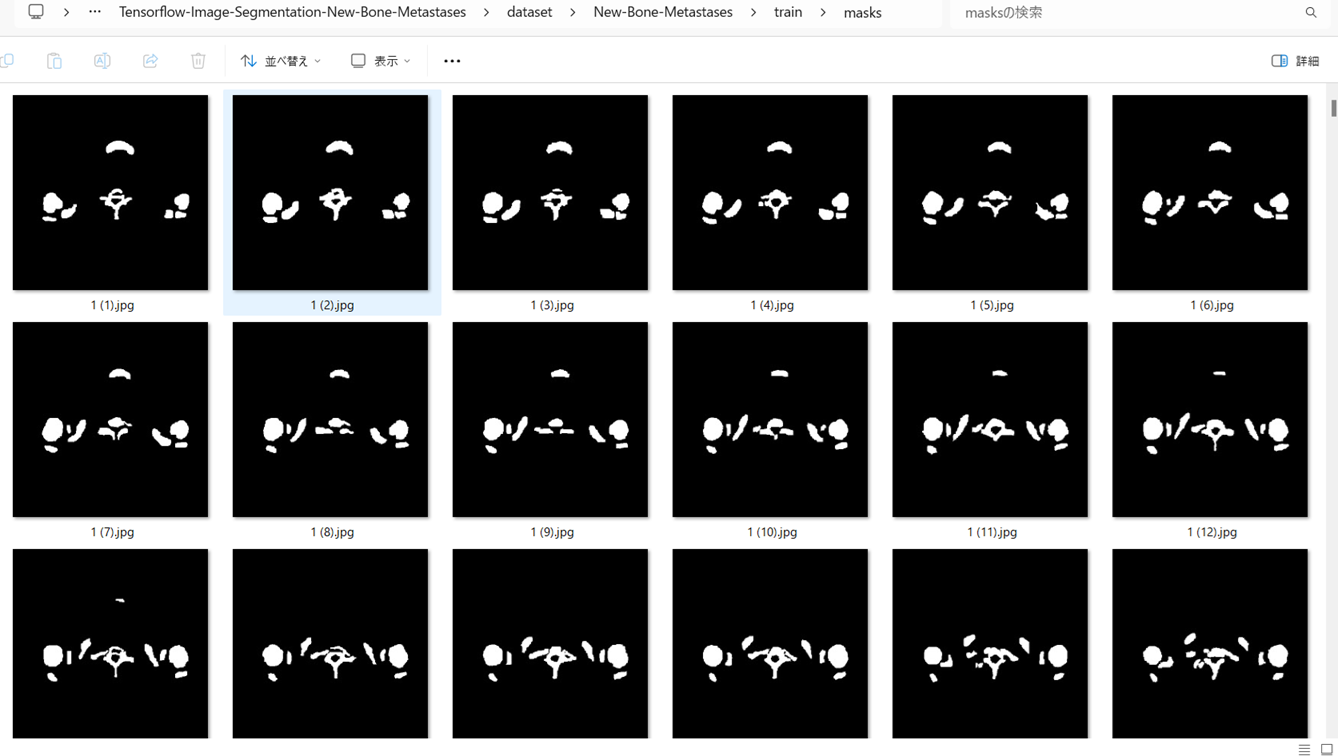 Tensorflow-Image-Segmentation-New-Bone-Metastases > dataset > New-Bone-Metastases > train > masks masksの検索
並べ替え 表示 ••• 詳細
1 (1).jpg 1 (2).jpg 1 (3).jpg 1 (4).jpg 1 (5).jpg 1 (6).jpg
1 (7).jpg 1 (8).jpg 1 (9).jpg 1 (10).jpg 1 (11).jpg 1 (12).jpg